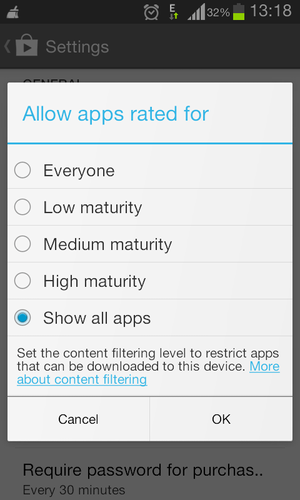 E
32%
13:18
Settings
GENERAL
Allow apps rated for
Everyone
Low maturity
Medium maturity
High maturity
Show all apps
Set the content filtering level to restrict apps
that can be downloaded to this device. More
about content filtering
Cancel
OK
Require password for purchas..
Every 30 minutes